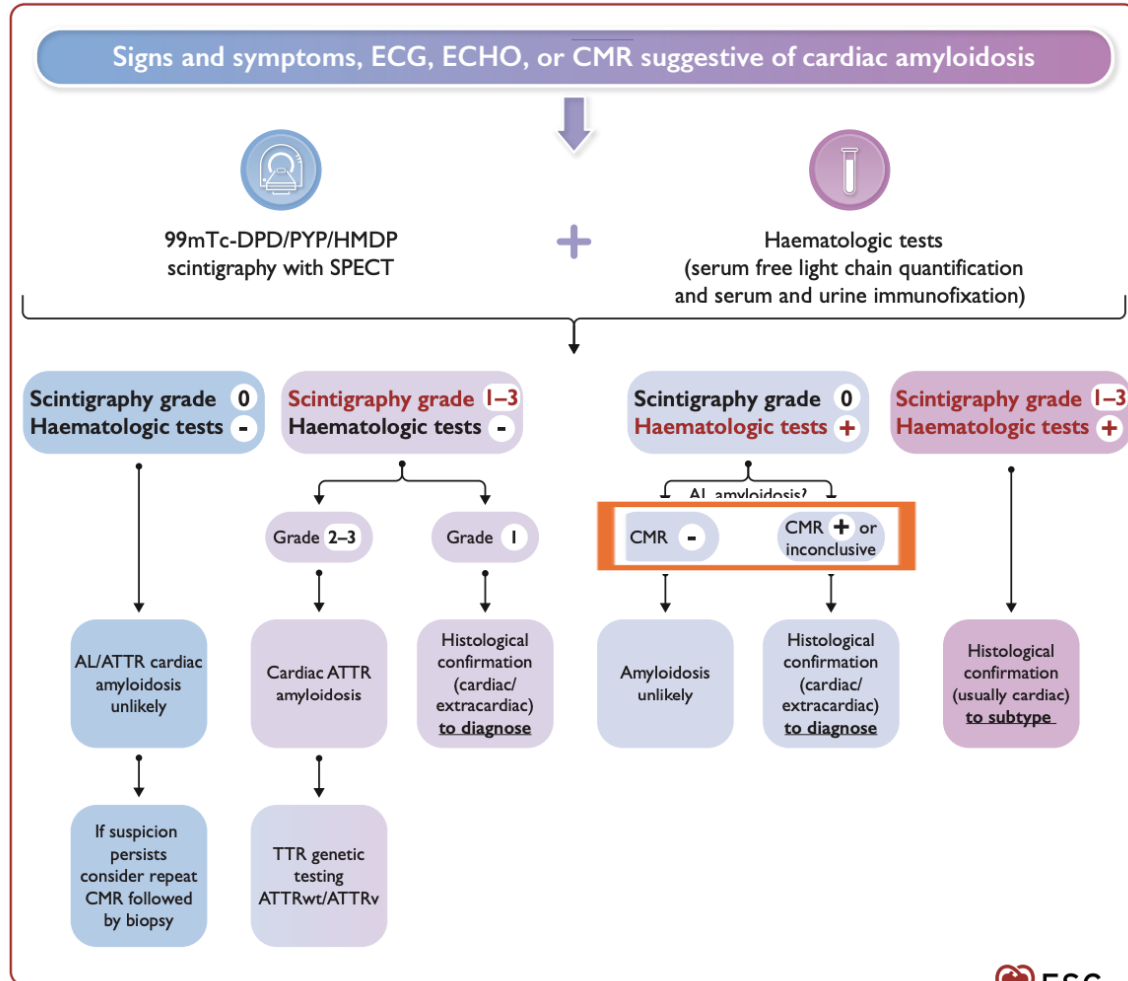 Signs and symptoms, ECG, ECHO, or CMR suggestive of cardiac amyloidosis
99mTc-DPD/PYP/HMDP
scintigraphy with SPECT
+
Haematologic tests
(serum free light chain quantification
and serum and urine immunofixation)
Scintigraphy grade 0
Haematologic tests -
Scintigraphy grade 1–3
Haematologic tests -
Scintigraphy grade 0
Haematologic tests +
Scintigraphy grade 1–3
Haematologic tests +
Grade 2–3
Grade 1
AL amyloidosis?
CMR -
CMR + or
inconclusive
AL/ATTR cardiac
amyloidosis
unlikely
Cardiac ATTR
amyloidosis
Histological
confirmation
(cardiac/
extracardiac)
to diagnose
Amyloidosis
unlikely
Histological
confirmation
(cardiac/
extracardiac)
to diagnose
Histological
confirmation
(usually cardiac)
to subtype
If suspicion
persists
consider repeat
CMR followed
by biopsy
TTR genetic
testing
ATTRwt/ATTRv
ESC